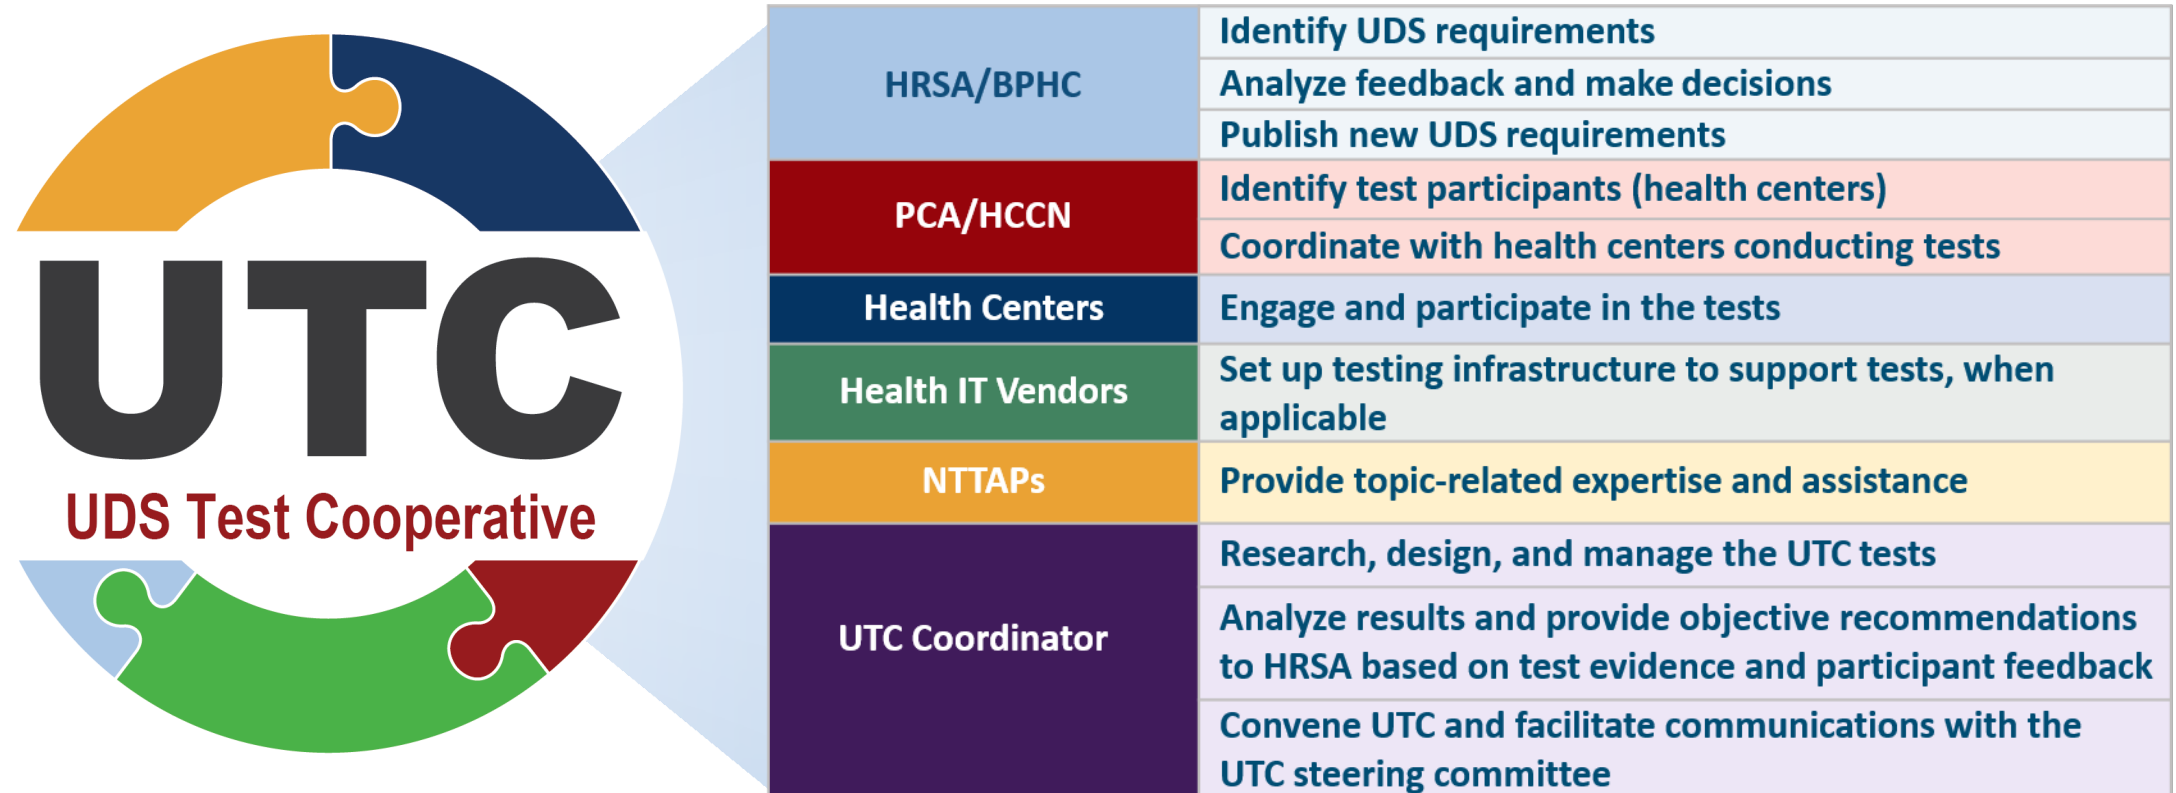 UTC
UDS Test Cooperative
HRSA/BPHC
Identify UDS requirements
Analyze feedback and make decisions
Publish new UDS requirements
PCA/HCCN
Identify test participants (health centers)
Coordinate with health centers conducting tests
Health Centers
Engage and participate in the tests
Health IT Vendors
Set up testing infrastructure to support tests, when
applicable
NTTAPs
Provide topic-related expertise and assistance
UTC Coordinator
Research, design, and manage the UTC tests
Analyze results and provide objective recommendations
to HRSA based on test evidence and participant feedback
Convene UTC and facilitate communications with the
UTC steering committee